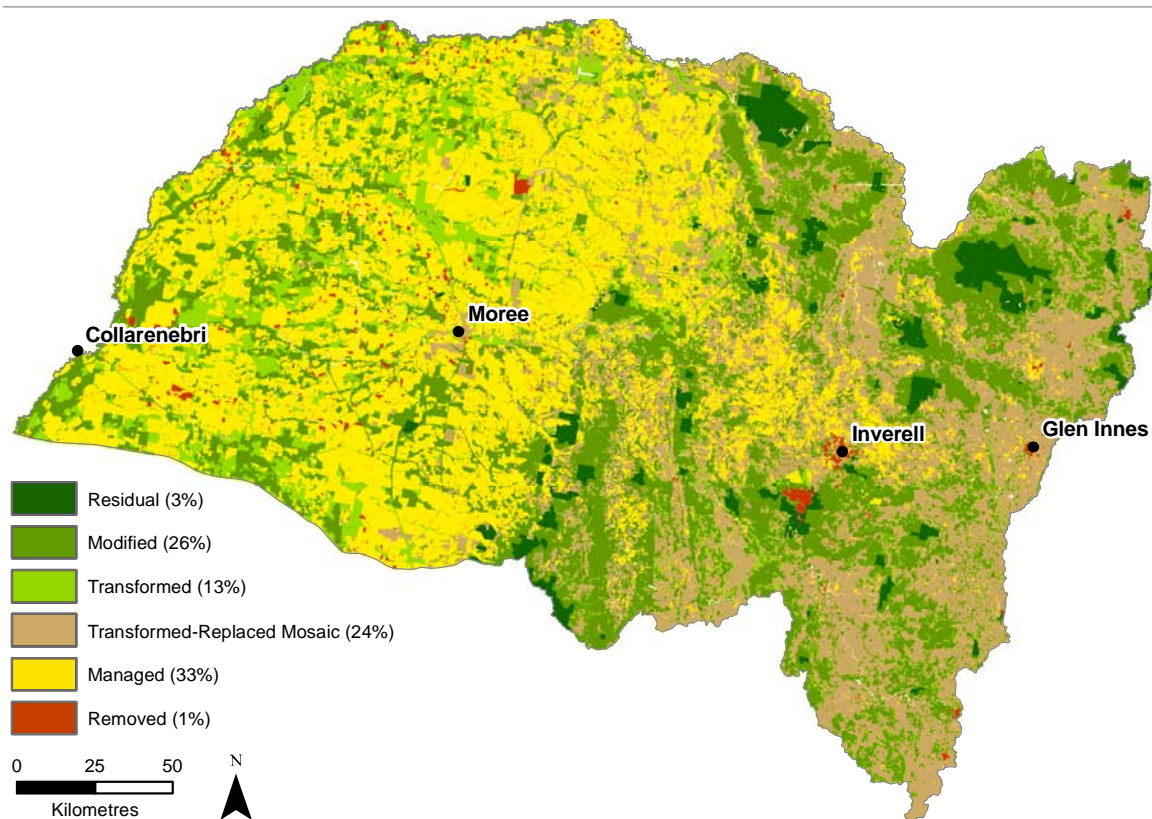 Moree
Collarenebri
Inverell
Glen Innes
Residual (3%)
Modified (26%)
Transformed (13%)
Transformed-Replaced Mosaic (24%)
Managed (33%)
Removed (1%)
0 25 50
Kilometres
N